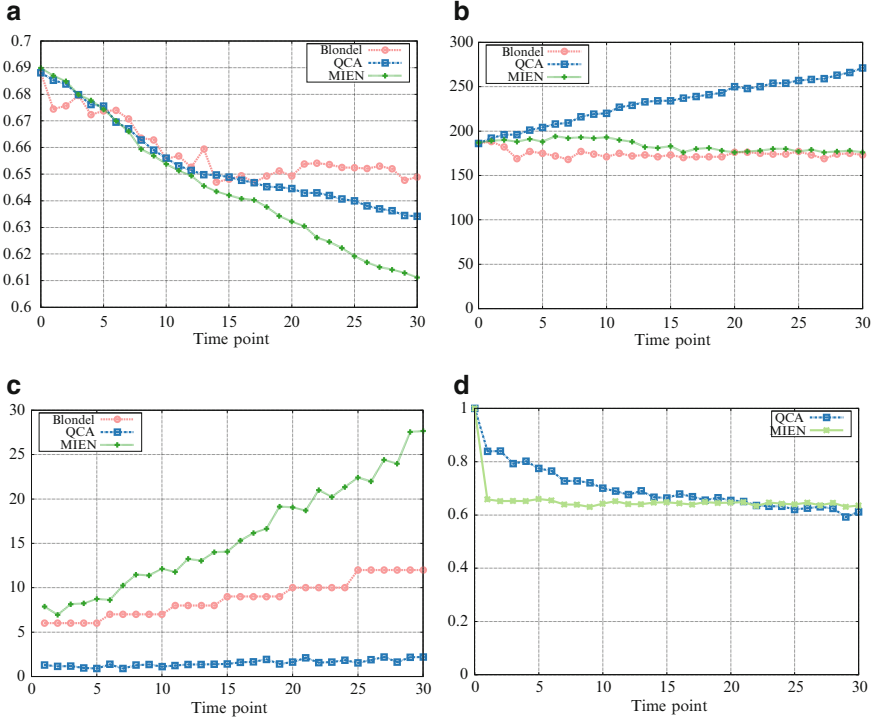 a
0.7
0.69
0.68
0.67
0.66
0.65
0.64
0.63
0.62
0.61
0.6
Blondel
QCA
MIEN
0 5 10 15 20 25 30
Time point
b
300
250
200
150
100
50
0
Blondel
QCA
MIEN
0 5 10 15 20 25 30
Time point
c
30
25
20
15
10
5
0
Blondel
QCA
MIEN
0 5 10 15 20 25 30
Time point
d
1
0.8
0.6
0.4
0.2
0
QCA
MIEN
0 5 10 15 20 25 30
Time point